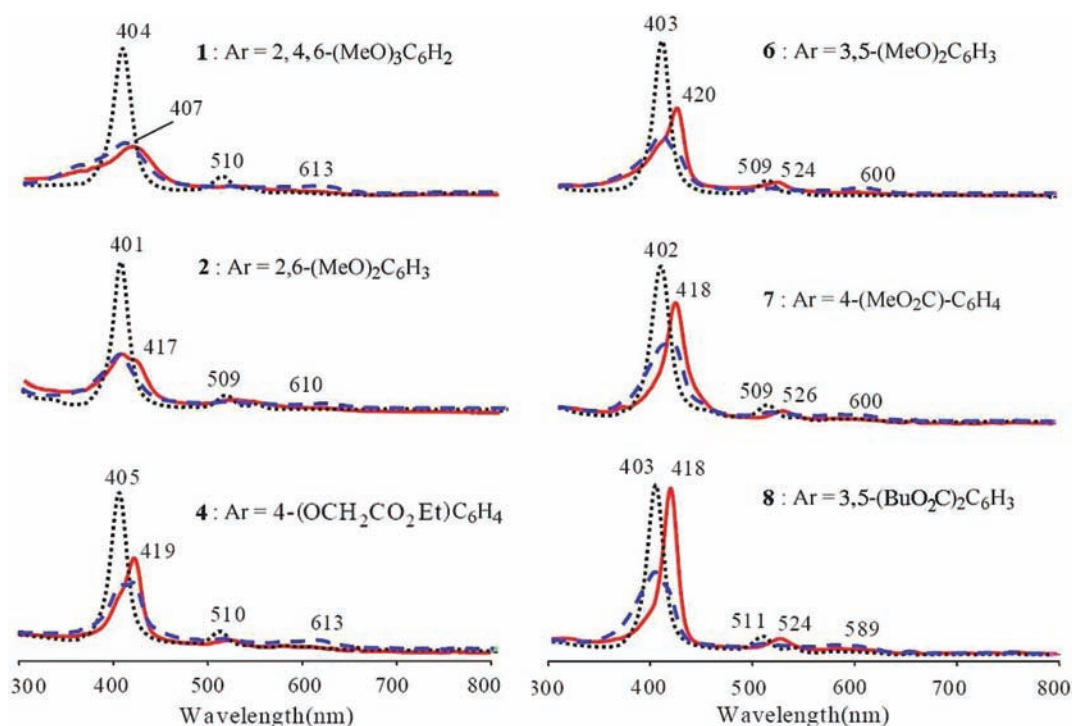 404
1 : Ar = 2, 4, 6-(MeO)₃C₆H₂
407
510
613
401
2 : Ar = 2,6-(MeO)₂C₆H₃
417
509
610
405
4 : Ar = 4-(OCH₂CO₂Et)C₆H₄
419
510
613
300 400 500 600 700 800
Wavelength(nm)
403
6 : Ar = 3,5-(MeO)₂C₆H₃
420
509 524 600
402
7 : Ar = 4-(MeO₂C)-C₆H₄
418
509 526 600
403 418
8 : Ar = 3,5-(BuO₂C)₂C₆H₃
511 524 589
300 400 500 600 700 800
Wavelength(nm)